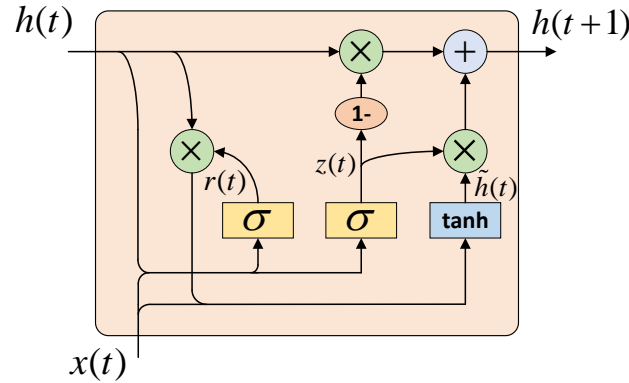 h(t)
h(t+1)
×
+
1-
×
z(t)
×
r(t)
h̃(t)
σ
σ
tanh
x(t)